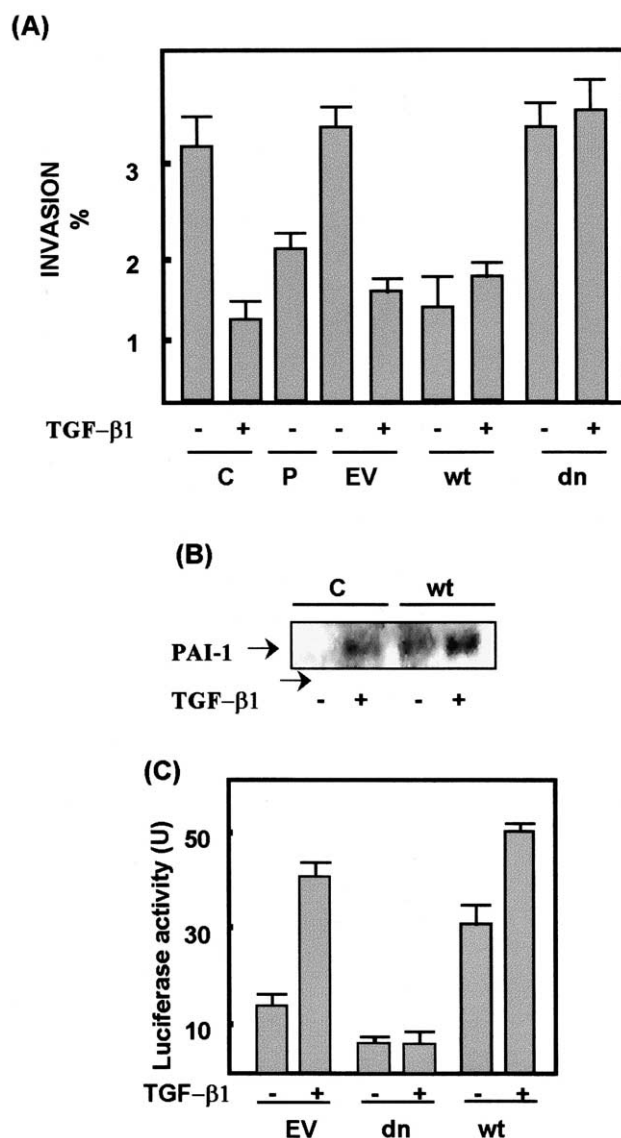 (A)
INVASION
%
3
2
1
TGF-β1 - + - - + - + - +
C P EV wt dn
(B)
C wt
PAI-1
TGF-β1 - + - +
(C)
Luciferase activity (U)
50
30
10
TGF-β1 - + - + - +
EV dn wt